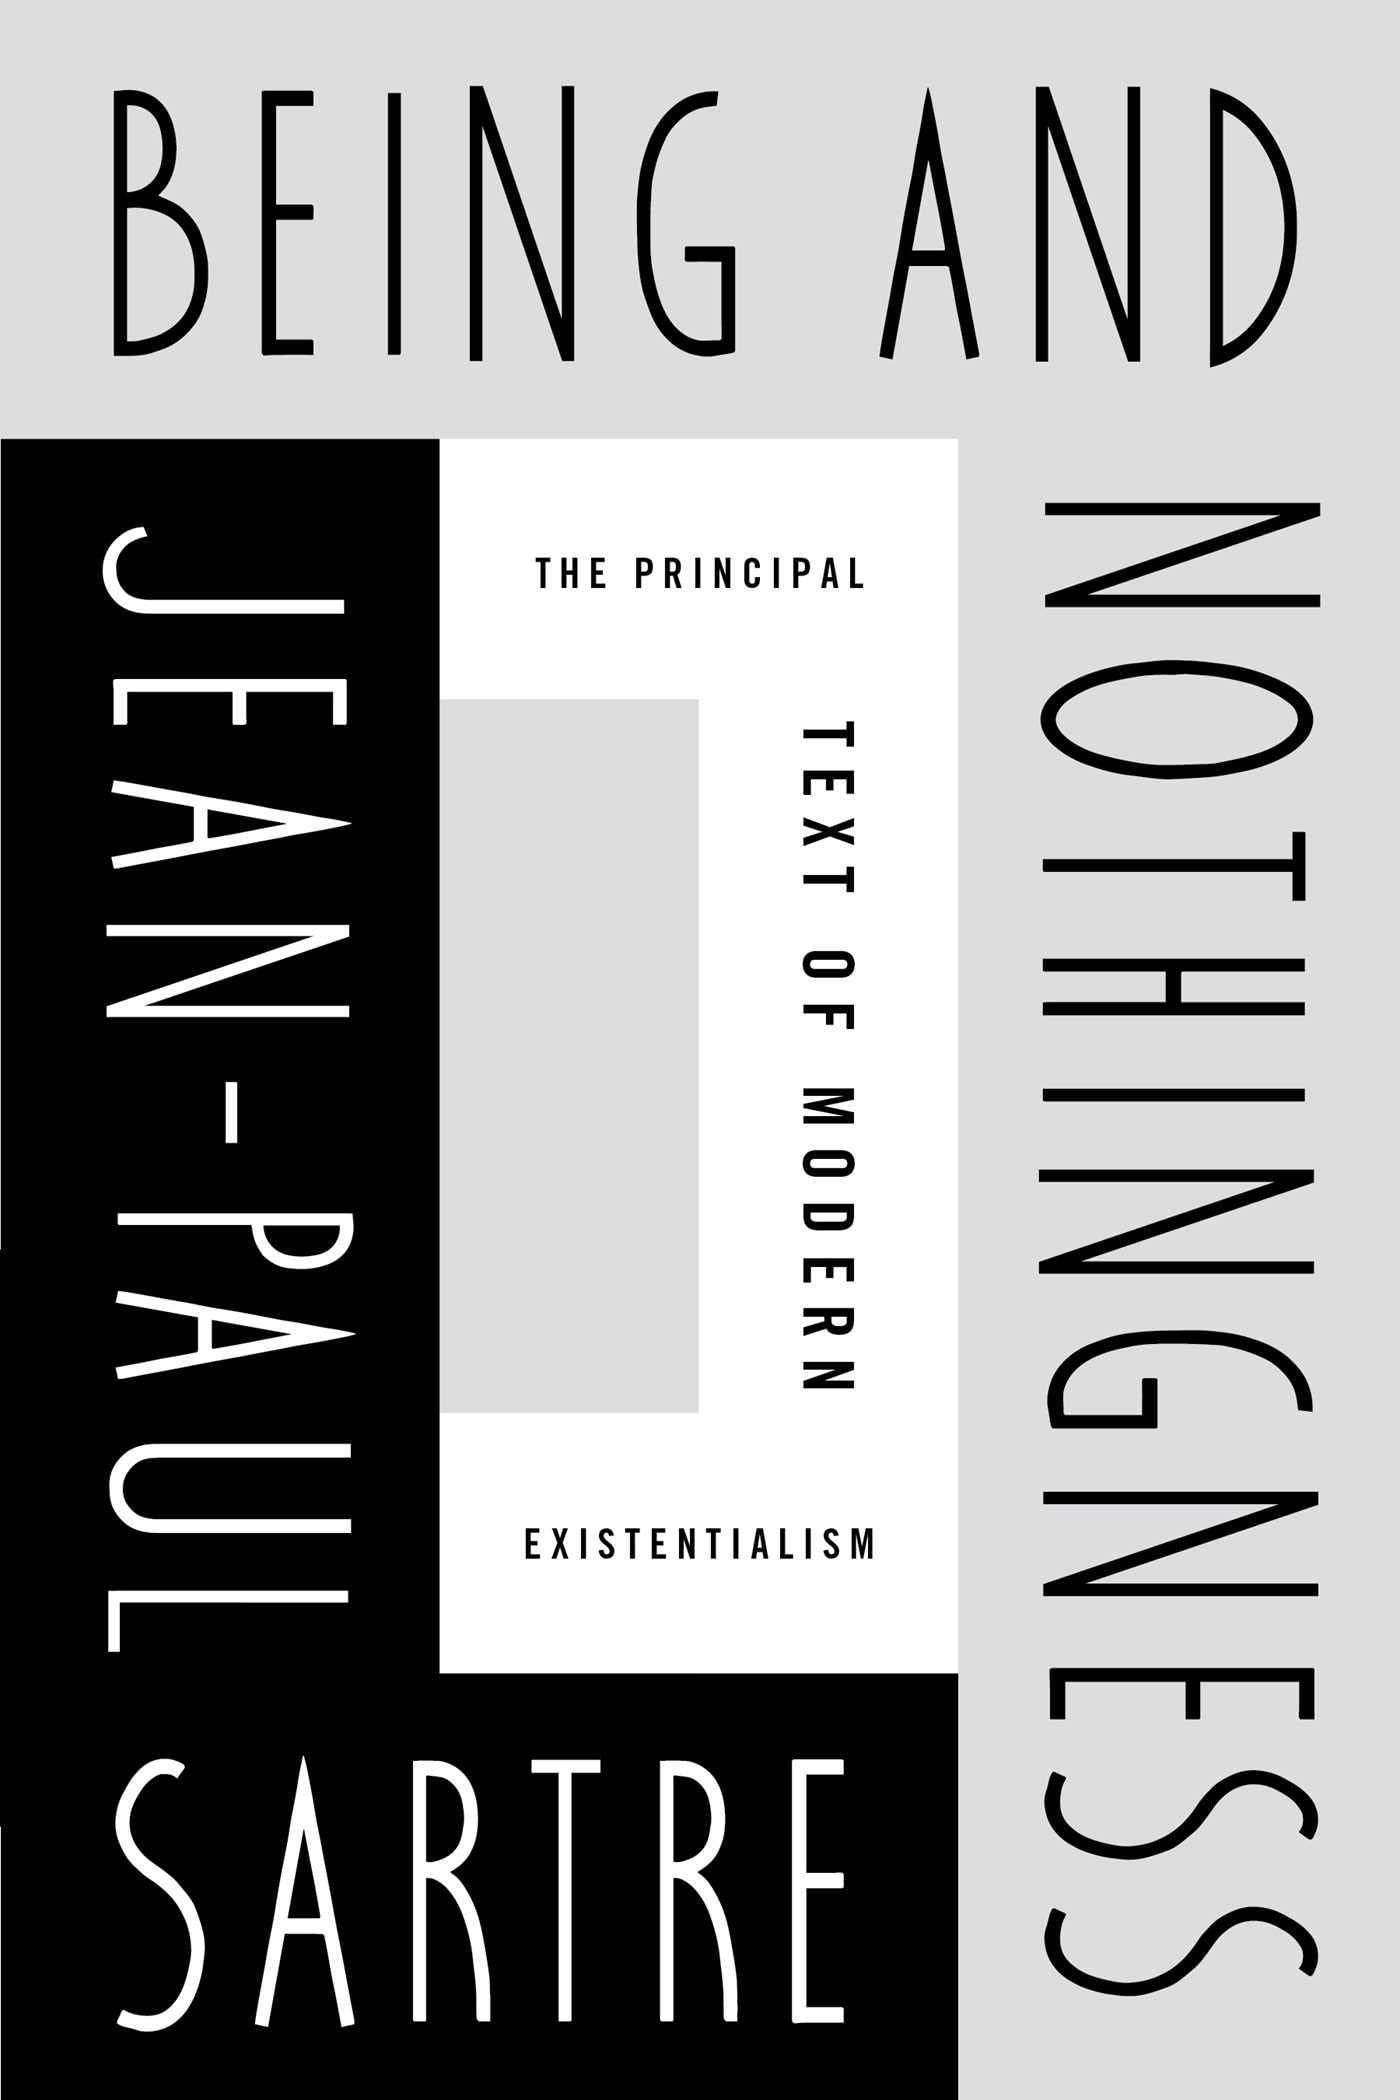 BEING AND
NOTHINGNESS
THE PRINCIPAL
TEXT OF MODERN
EXISTENTIALISM
JEAN-PAUL
SARTRE